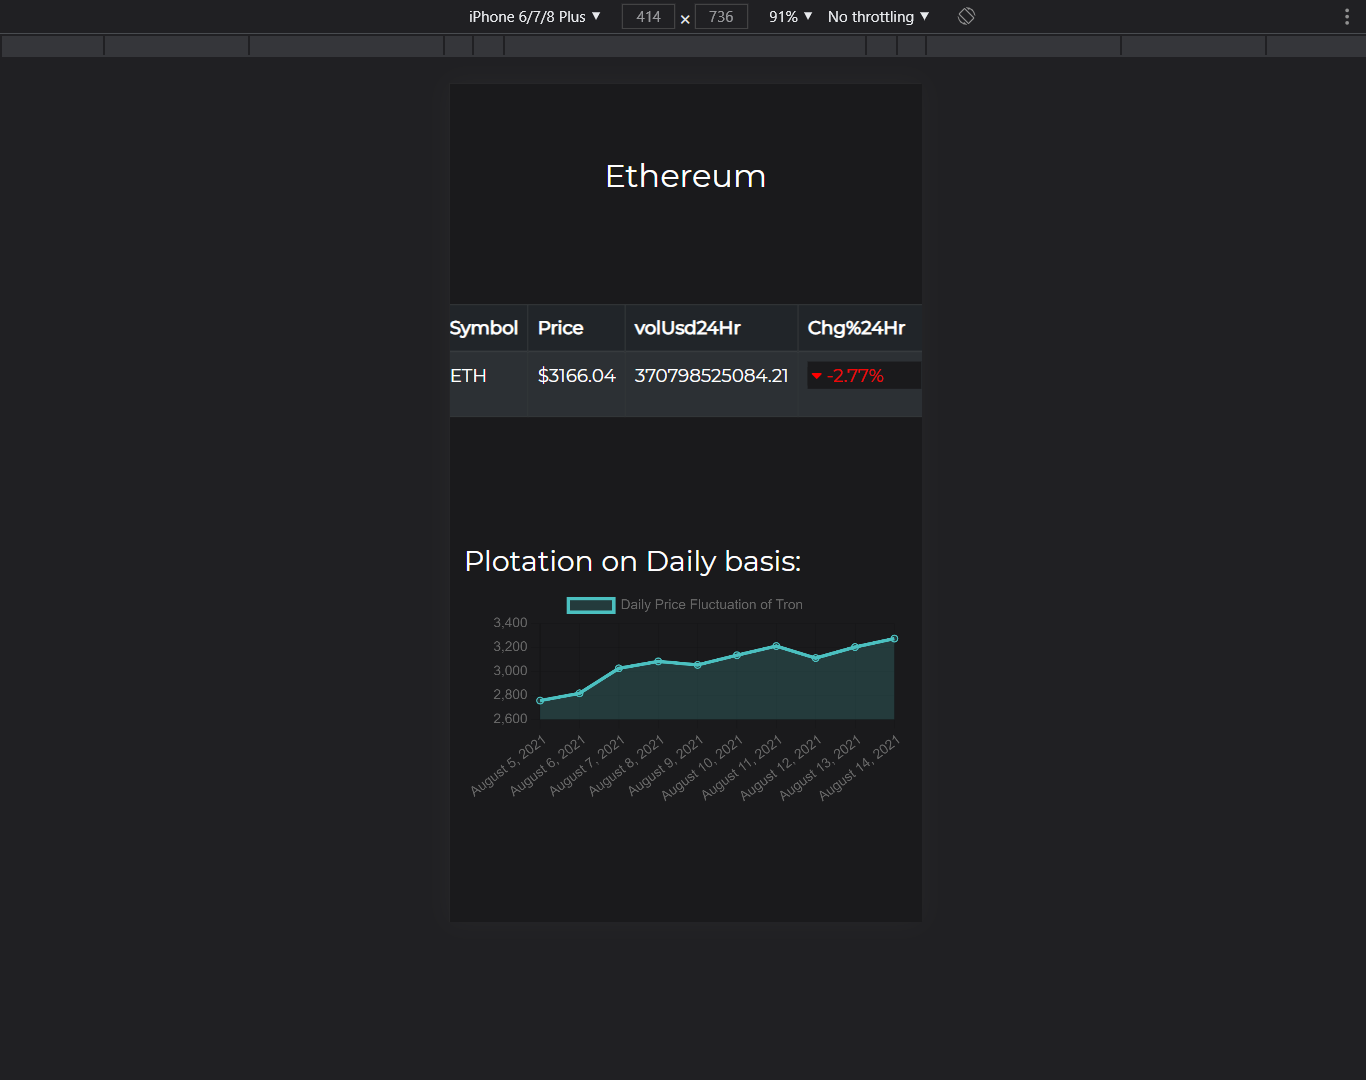 iPhone 6/7/8 Plus ▼ 414 × 736 91% ▼ No throttling ▼
Ethereum
Symbol Price volUsd24Hr Chg%24Hr
ETH $3166.04 370798525084.21 -2.77%
Plotation on Daily basis:
Daily Price Fluctuation of Tron
3,400
3,200
3,000
2,800
2,600
August 5, 2021
August 6, 2021
August 7, 2021
August 8, 2021
August 9, 2021
August 10, 2021
August 11, 2021
August 12, 2021
August 13, 2021
August 14, 2021